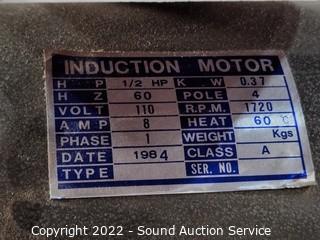 INDUCTION MOTOR
H P 1/2 HP K W 0.37
H Z 60 POLE 4
VOLT 110 R.P.M. 1720
A M P 8 HEAT 60 °C
PHASE 1 WEIGHT Kgs
DATE 1984 CLASS A
TYPE SER. NO.
Copyright 2022 - Sound Auction Service